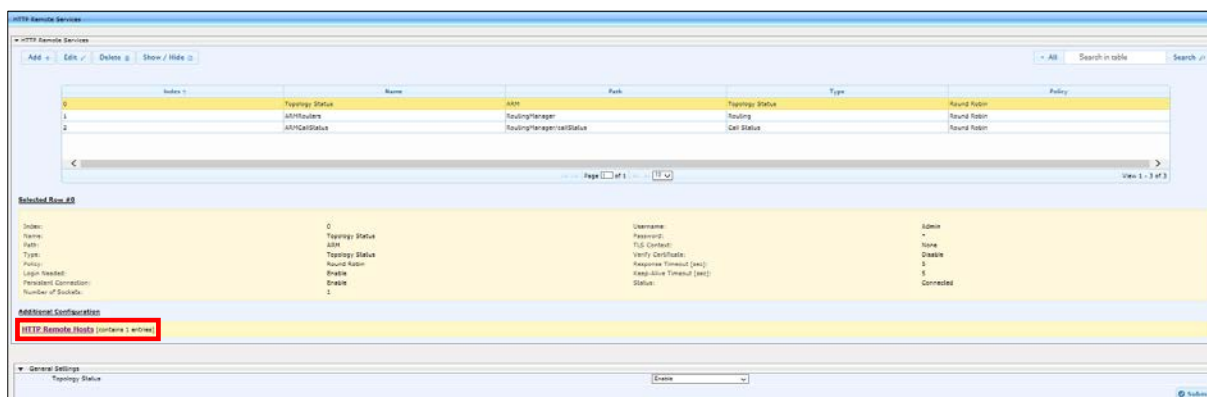 HTTP Remote Services
HTTP Remote Services
Add + Edit Delete Show / Hide
All Search in table Search
Index Name Path Type Policy
0 Topology Status ARM Topology Status Round Robin
1 ARMRouters RoutingManager Routing Round Robin
2 ARMCallStatus RoutingManager/callStatus Call Status Round Robin
Page 1 of 1 10 View 1 - 3 of 3
Selected Row #0
Index: 0 Username: Admin
Name: Topology Status Password: *
Path: ARM TLS Context: None
Type: Topology Status Verify Certificate: Disable
Policy: Round Robin Response Timeout [sec]: 5
Login Needed: Enable Keep-Alive Timeout [sec]: 5
Persistent Connection: Enable Status: Connected
Number of Sockets: 1
Additional Configuration
HTTP Remote Hosts [contains 1 entries]
General Settings
Topology Status Enable